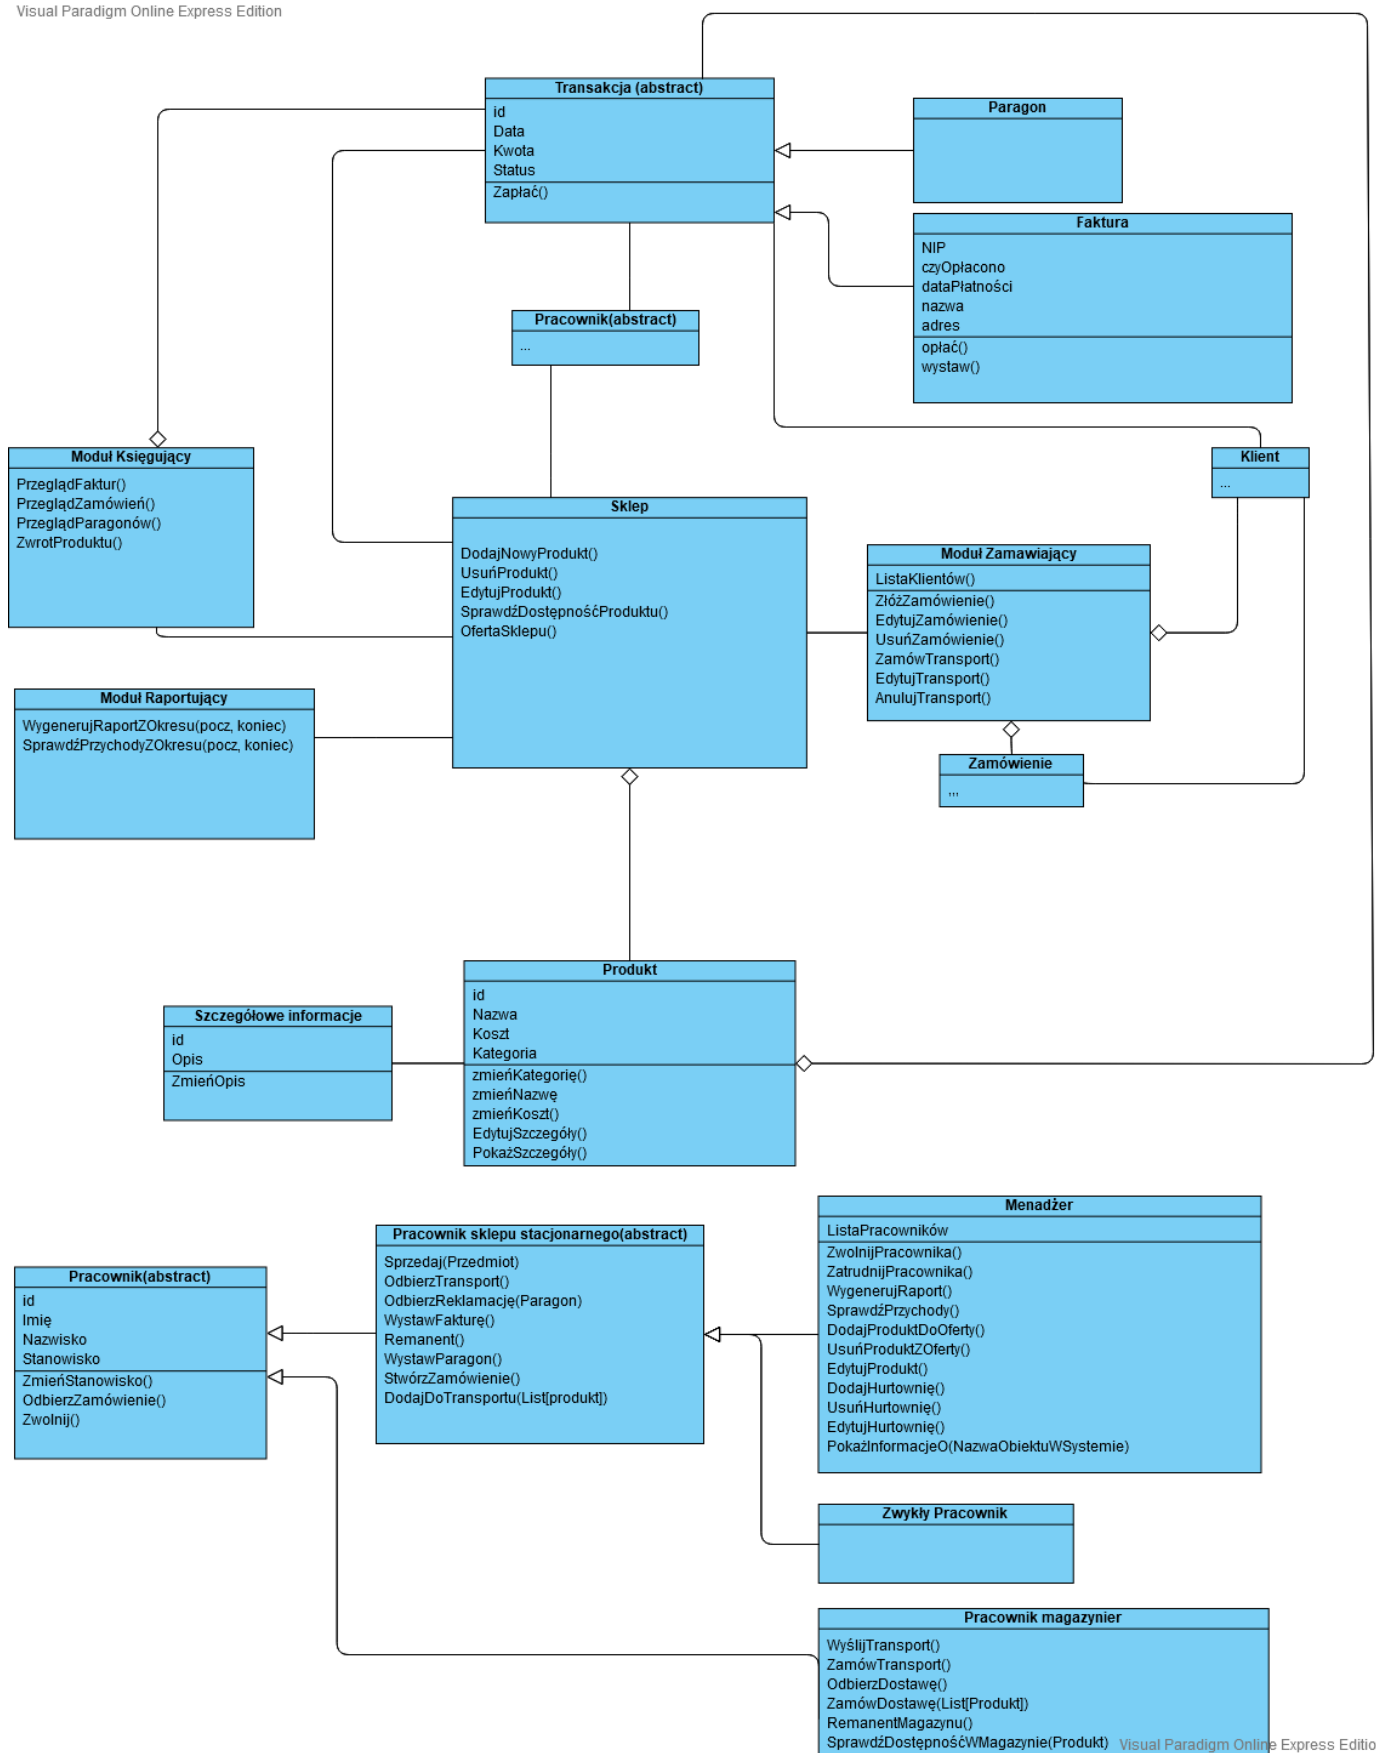 Visual Paradigm Online Express Edition
Transakcja (abstract)
id
Data
Kwota
Status
Zapłać()
Paragon
Faktura
NIP
czyOpłacono
dataPłatności
nazwa
adres
opłać()
wystaw()
Pracownik(abstract)
...
Moduł Księgujący
PrzeglądFaktur()
PrzeglądZamówień()
PrzeglądParagonów()
ZwrotProduktu()
Klient
...
Sklep
DodajNowyProdukt()
UsuńProdukt()
EdytujProdukt()
SprawdźDostępnośćProduktu()
OfertaSklepu()
Moduł Zamawiający
ListaKlientów()
ZłóżZamówienie()
EdytujZamówienie()
UsuńZamówienie()
ZamówTransport()
EdytujTransport()
AnulujTransport()
Moduł Raportujący
WygenerujRaportZOkresu(pocz, koniec)
SprawdźPrzychodyZOkresu(pocz, koniec)
Zamówienie
,,,
Produkt
id
Nazwa
Koszt
Kategoria
zmieńKategorię()
zmieńNazwę
zmieńKoszt()
EdytujSzczegóły()
PokażSzczegóły()
Szczegółowe informacje
id
Opis
ZmieńOpis
Pracownik(abstract)
id
Imię
Nazwisko
Stanowisko
ZmieńStanowisko()
OdbierzZamówienie()
Zwolnij()
Pracownik sklepu stacjonarnego(abstract)
Sprzedaj(Przedmiot)
OdbierzTransport()
OdbierzReklamację(Paragon)
WystawFakturę()
Remanent()
WystawParagon()
StwórzZamówienie()
DodajDoTransportu(List[produkt])
Menadżer
ListaPracowników
ZwolnijPracownika()
ZatrudnijPracownika()
WygenerujRaport()
SprawdźPrzychody()
DodajProduktDoOferty()
UsuńProduktZOferty()
EdytujProdukt()
DodajHurtownię()
UsuńHurtownię()
EdytujHurtownię()
PokażInformacjeO(NazwaObiektuWSystemie)
Zwykły Pracownik
Pracownik magazynier
WyślijTransport()
ZamówTransport()
OdbierzDostawę()
ZamówDostawę(List[Produkt])
RemanentMagazynu()
SprawdźDostępnośćWMagazynie(Produkt)
Visual Paradigm Online Express Editio